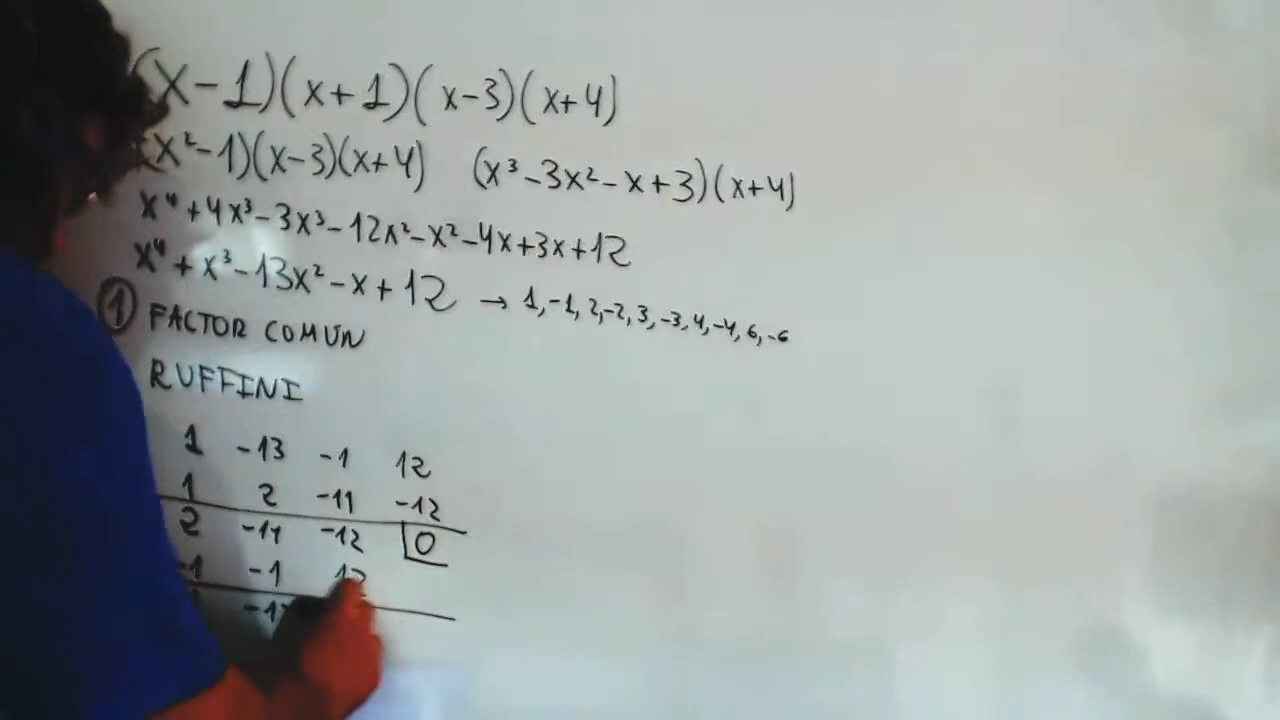 (x-1)(x+1)(x-3)(x+4)
(x²-1)(x-3)(x+4) (x³-3x²-x+3)(x+4)
x⁴+4x³-3x³-12x²-x²-4x+3x+12
x⁴+x³-13x²-x+12 → 1,-1,2,-2,3,-3,4,-4,6,-6
① FACTOR COMUN
RUFFINI
1 -13 -1 12
1 2 -11 -12
2 -11 -12 0
-1 -1 12